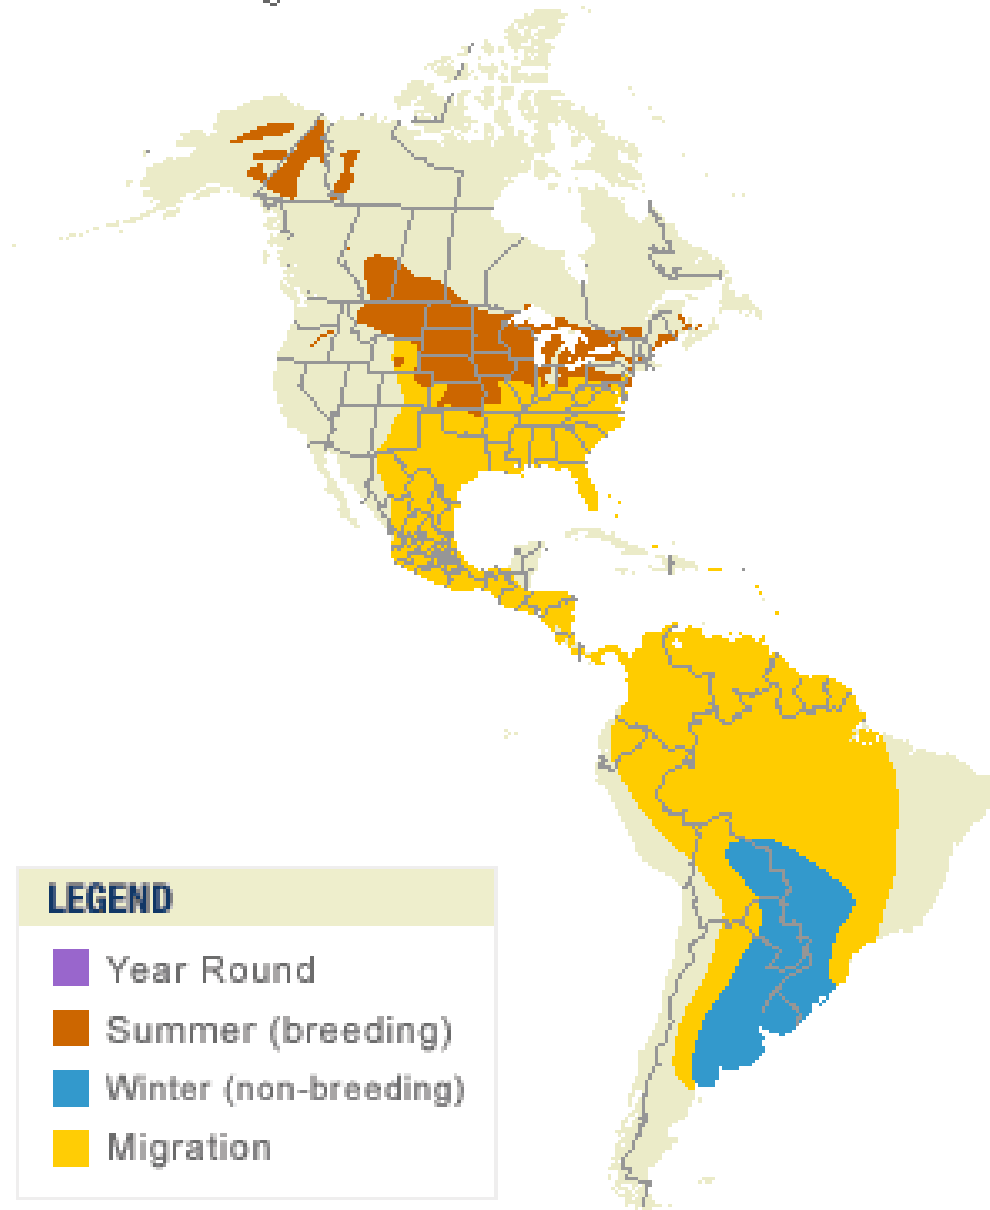 LEGEND
Year Round
Summer (breeding)
Winter (non-breeding)
Migration